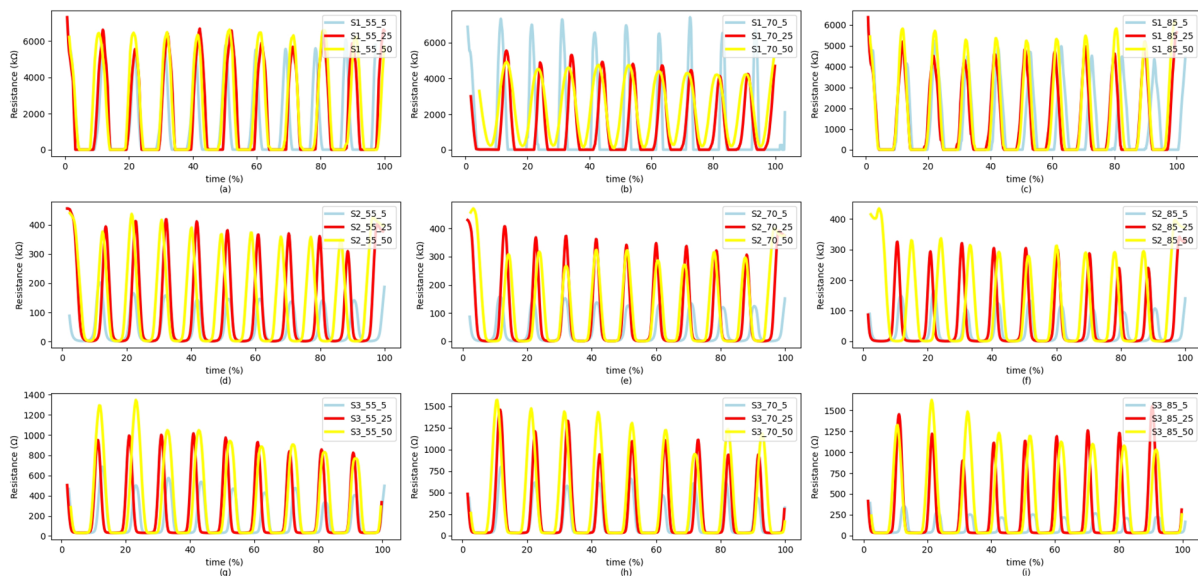 S1_55_5
S1_55_25
S1_55_50
Resistance (kΩ)
6000
4000
2000
0
0 20 40 60 80 100
time (%)
(a)
S1_70_5
S1_70_25
S1_70_50
Resistance (kΩ)
6000
4000
2000
0
0 20 40 60 80 100
time (%)
(b)
S1_85_5
S1_85_25
S1_85_50
Resistance (kΩ)
6000
5000
4000
3000
2000
1000
0
0 20 40 60 80 100
time (%)
(c)
S2_55_5
S2_55_25
S2_55_50
Resistance (kΩ)
400
300
200
100
0
0 20 40 60 80 100
time (%)
(d)
S2_70_5
S2_70_25
S2_70_50
Resistance (kΩ)
400
300
200
100
0
0 20 40 60 80 100
time (%)
(e)
S2_85_5
S2_85_25
S2_85_50
Resistance (kΩ)
400
300
200
100
0
0 20 40 60 80 100
time (%)
(f)
S3_55_5
S3_55_25
S3_55_50
Resistance (Ω)
1400
1200
1000
800
600
400
200
0
0 20 40 60 80 100
time (%)
(g)
S3_70_5
S3_70_25
S3_70_50
Resistance (Ω)
1500
1250
1000
750
500
250
0
0 20 40 60 80 100
time (%)
(h)
S3_85_5
S3_85_25
S3_85_50
Resistance (Ω)
1500
1250
1000
750
500
250
0
0 20 40 60 80 100
time (%)
(i)